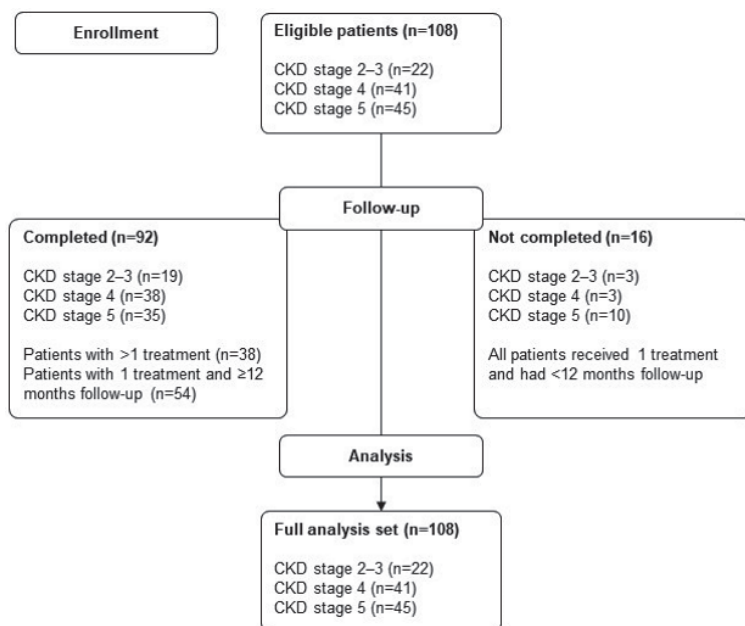 Enrollment
Eligible patients (n=108)
CKD stage 2–3 (n=22)
CKD stage 4 (n=41)
CKD stage 5 (n=45)
Follow-up
Completed (n=92)
CKD stage 2–3 (n=19)
CKD stage 4 (n=38)
CKD stage 5 (n=35)
Patients with >1 treatment (n=38)
Patients with 1 treatment and ≥12
months follow-up (n=54)
Not completed (n=16)
CKD stage 2–3 (n=3)
CKD stage 4 (n=3)
CKD stage 5 (n=10)
All patients received 1 treatment
and had <12 months follow-up
Analysis
Full analysis set (n=108)
CKD stage 2–3 (n=22)
CKD stage 4 (n=41)
CKD stage 5 (n=45)